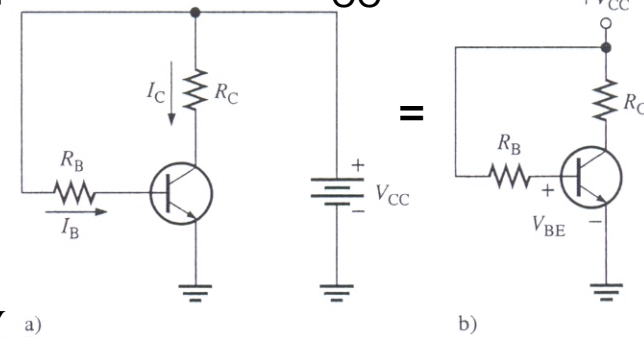 +V_CC
I_C
R_C
R_C
=
R_B
R_B
+
V_CC
+
−
I_B
V_BE
−
a)
b)